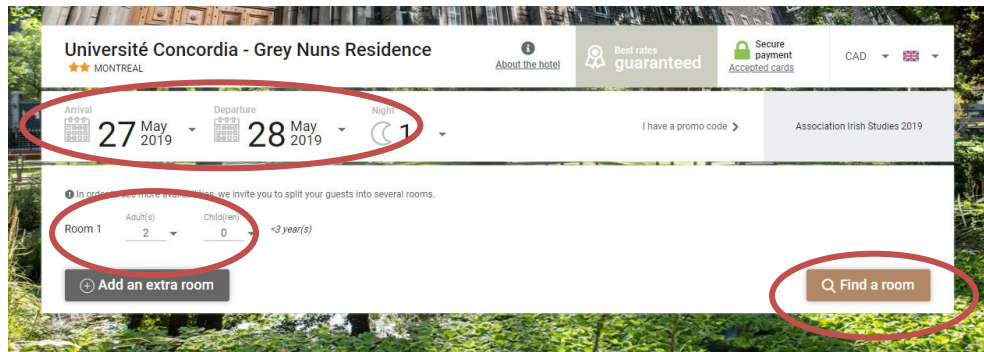 Université Concordia - Grey Nuns Residence
MONTREAL
About the hotel
Best rates
guaranteed
Secure
payment
Accepted cards
CAD
Arrival
27 May
2019
Departure
28 May
2019
Night
1
I have a promo code
Association Irish Studies 2019
In order to see more availabilities, we invite you to split your guests into several rooms.
Room 1
Adult(s)
2
Child(ren)
0
<3 year(s)
Add an extra room
Find a room